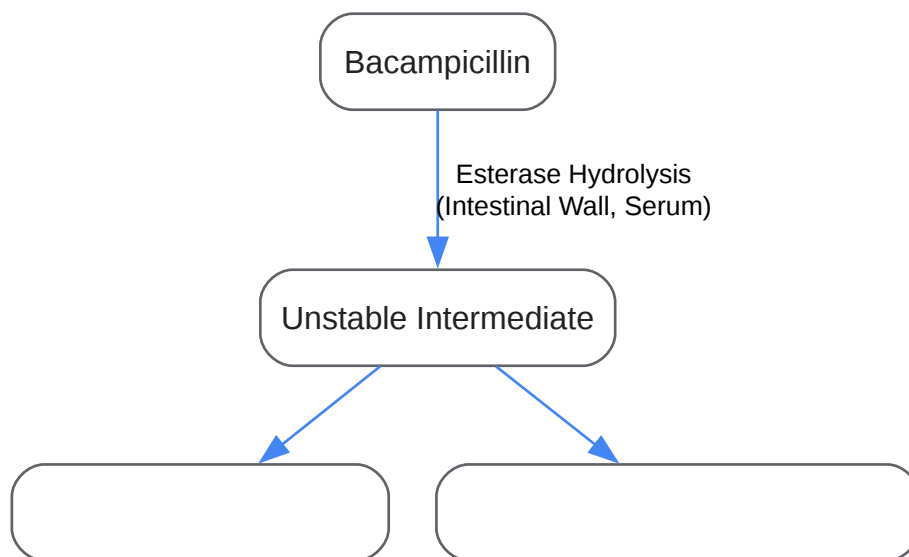 Bacampicillin
Esterase Hydrolysis
(Intestinal Wall, Serum)
Unstable Intermediate